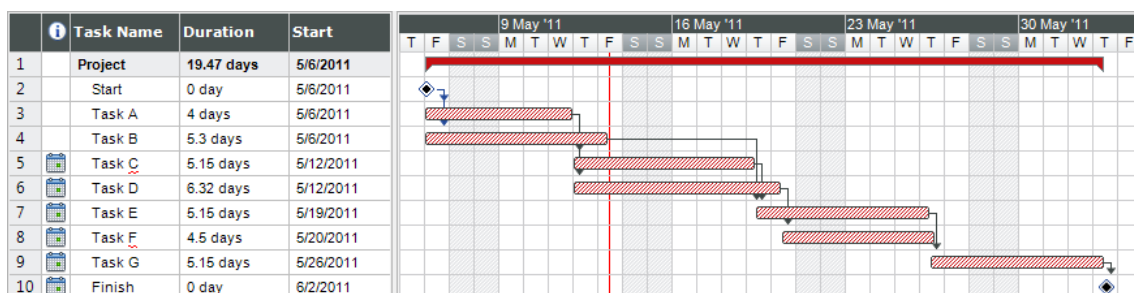 Task Name Duration Start 9 May '11 16 May '11 23 May '11 30 May '11
T F S S M T W T F S S M T W T F S S M T W T F S S M T W T F
1 Project 19.47 days 5/6/2011
2 Start 0 day 5/6/2011
3 Task A 4 days 5/6/2011
4 Task B 5.3 days 5/6/2011
5 Task C 5.15 days 5/12/2011
6 Task D 6.32 days 5/12/2011
7 Task E 5.15 days 5/19/2011
8 Task F 4.5 days 5/20/2011
9 Task G 5.15 days 5/26/2011
10 Finish 0 day 6/2/2011